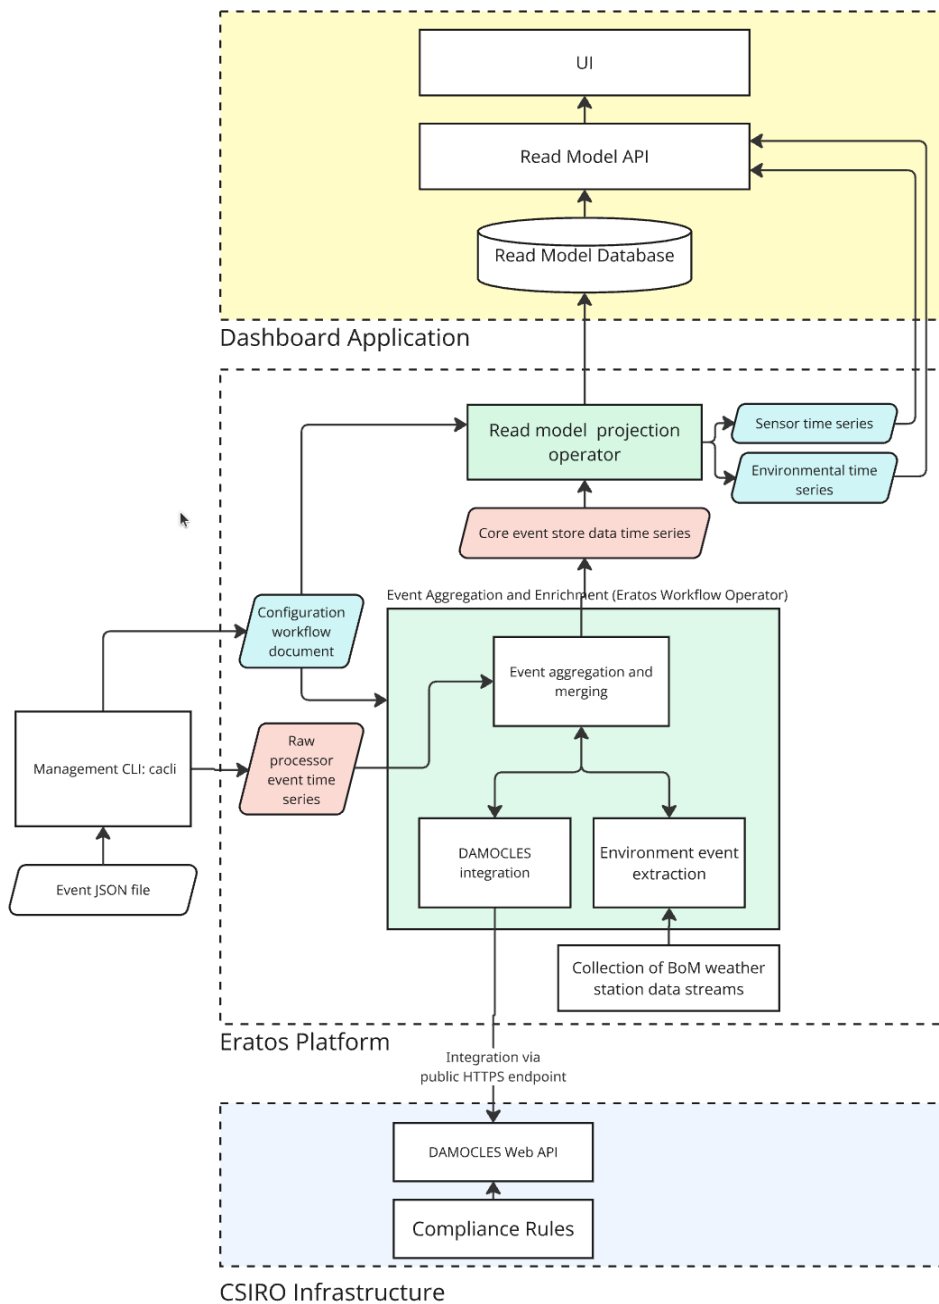 UI
Read Model API
Read Model Database
Dashboard Application
Read model projection
operator
Sensor time series
Environmental time
series
Core event store data time series
Event Aggregation and Enrichment (Eratos Workflow Operator)
Configuration
workflow
document
Event aggregation and
merging
Raw
processor
event time
series
Management CLI: cacli
DAMOCLES
integration
Environment event
extraction
Event JSON file
Collection of BoM weather
station data streams
Eratos Platform
Integration via
public HTTPS endpoint
DAMOCLES Web API
Compliance Rules
CSIRO Infrastructure